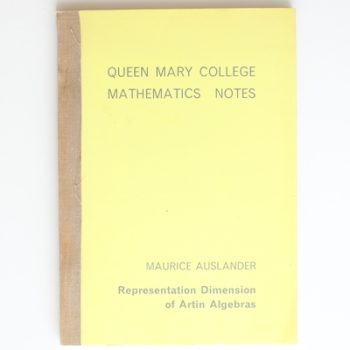 QUEEN MARY COLLEGE
MATHEMATICS NOTES
MAURICE AUSLANDER
Representation Dimension
of Artin Algebras